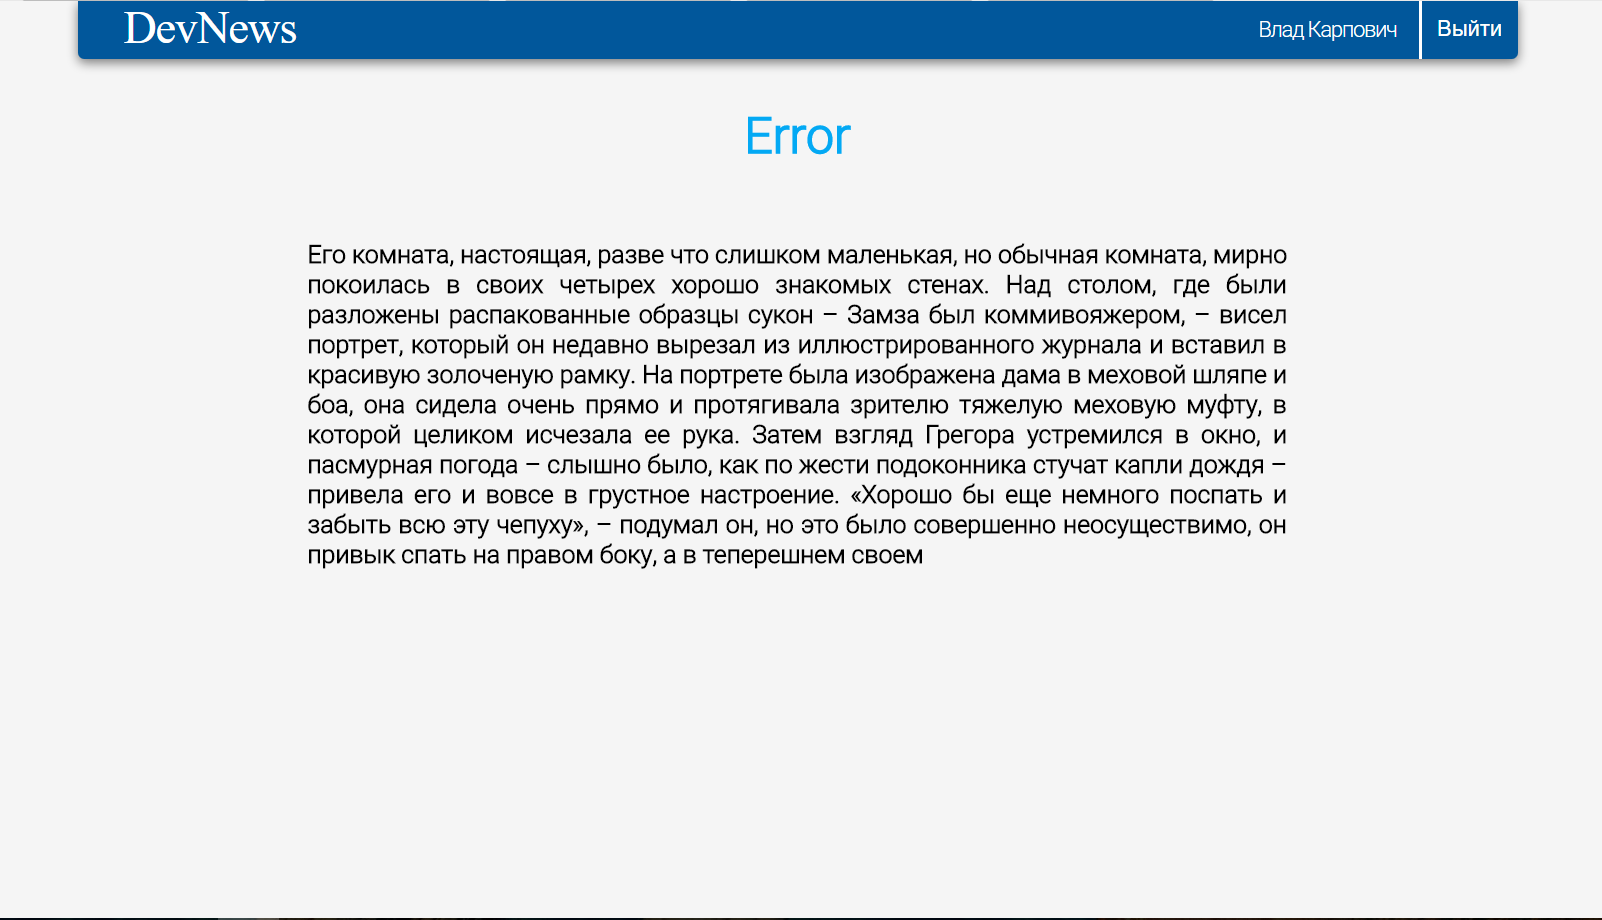 DevNews
Влад Карпович
Выйти
Error
Его комната, настоящая, разве что слишком маленькая, но обычная комната, мирно
покоилась в своих четырех хорошо знакомых стенах. Над столом, где были
разложены распакованные образцы сукон – Замза был коммивояжером, – висел
портрет, который он недавно вырезал из иллюстрированного журнала и вставил в
красивую золоченую рамку. На портрете была изображена дама в меховой шляпе и
боа, она сидела очень прямо и протягивала зрителю тяжелую меховую муфту, в
которой целиком исчезала ее рука. Затем взгляд Грегора устремился в окно, и
пасмурная погода – слышно было, как по жести подоконника стучат капли дождя –
привела его и вовсе в грустное настроение. «Хорошо бы еще немного поспать и
забыть всю эту чепуху», – подумал он, но это было совершенно неосуществимо, он
привык спать на правом боку, а в теперешнем своем